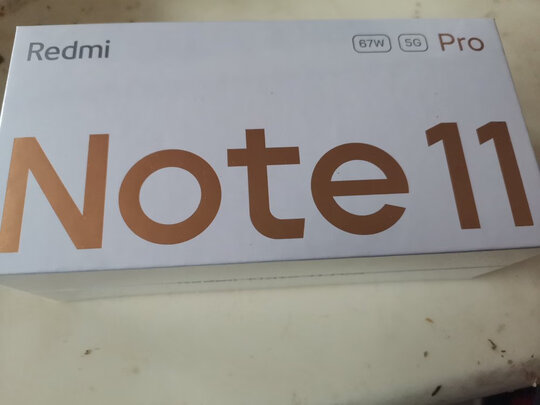 Redmi 67W 5G Pro
Note 11